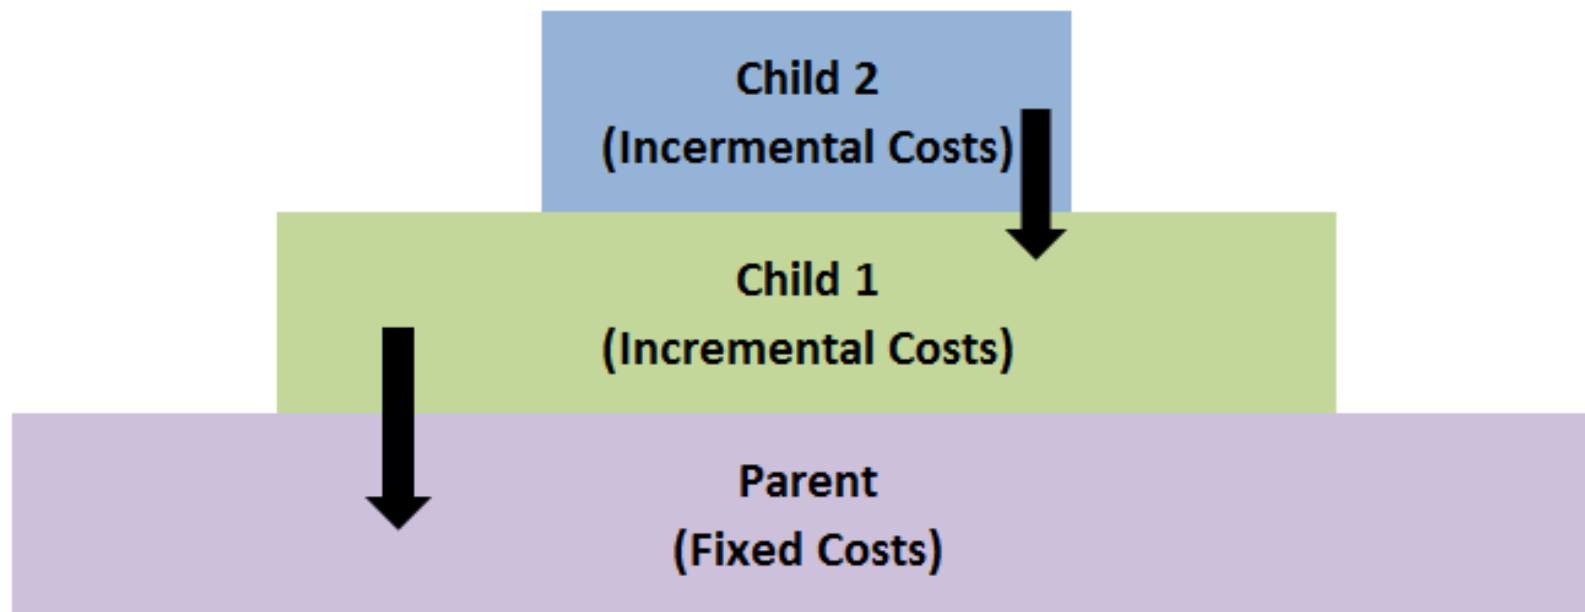 Child 2
(Incermental Costs)
Child 1
(Incremental Costs)
Parent
(Fixed Costs)